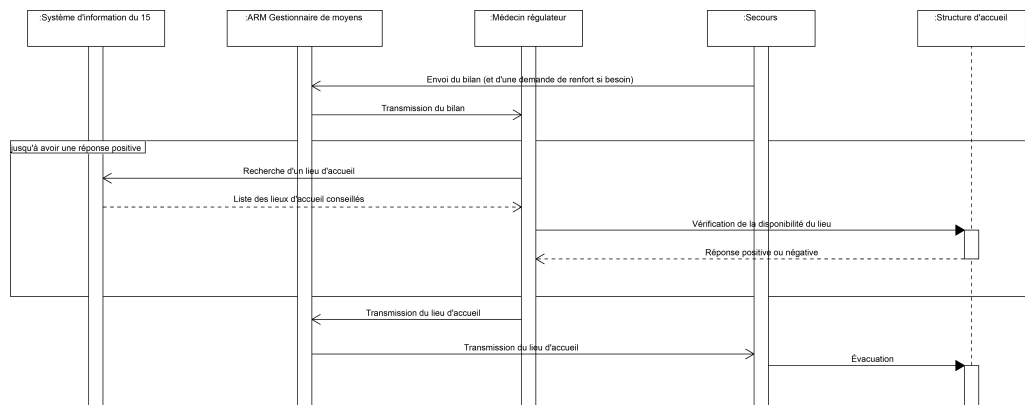 :Système d'information du 15
:ARM Gestionnaire de moyens
:Médecin régulateur
:Secours
:Structure d'accueil
Envoi du bilan (et d'une demande de renfort si besoin)
Transmission du bilan
jusqu'à avoir une réponse positive
Recherche d'un lieu d'accueil
Liste des lieux d'accueil conseillés
Vérification de la disponibilité du lieu
Réponse positive ou négative
Transmission du lieu d'accueil
Transmission du lieu d'accueil
Évacuation